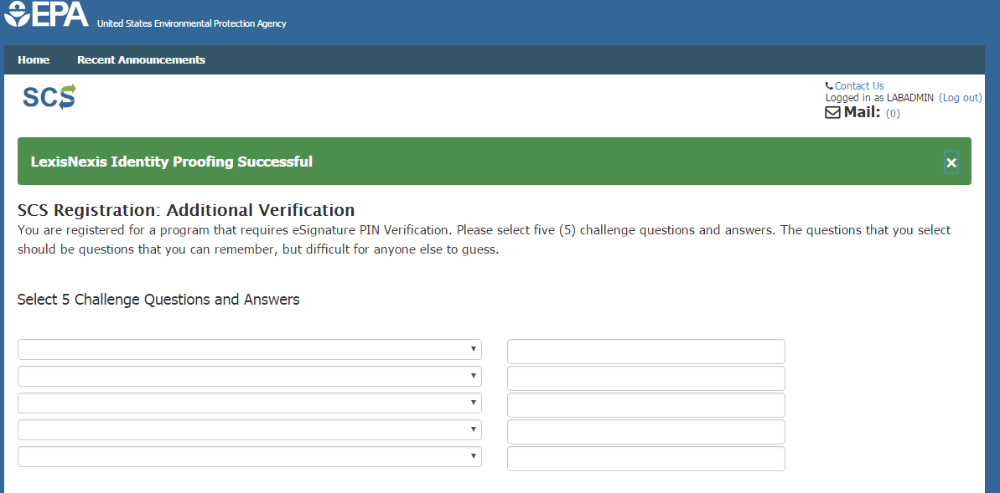 EPA United States Environmental Protection Agency
Home Recent Announcements
SCS
Contact Us
Logged in as LABADMIN (Log out)
Mail: (0)
LexisNexis Identity Proofing Successful
SCS Registration: Additional Verification
You are registered for a program that requires eSignature PIN Verification. Please select five (5) challenge questions and answers. The questions that you select
should be questions that you can remember, but difficult for anyone else to guess.
Select 5 Challenge Questions and Answers